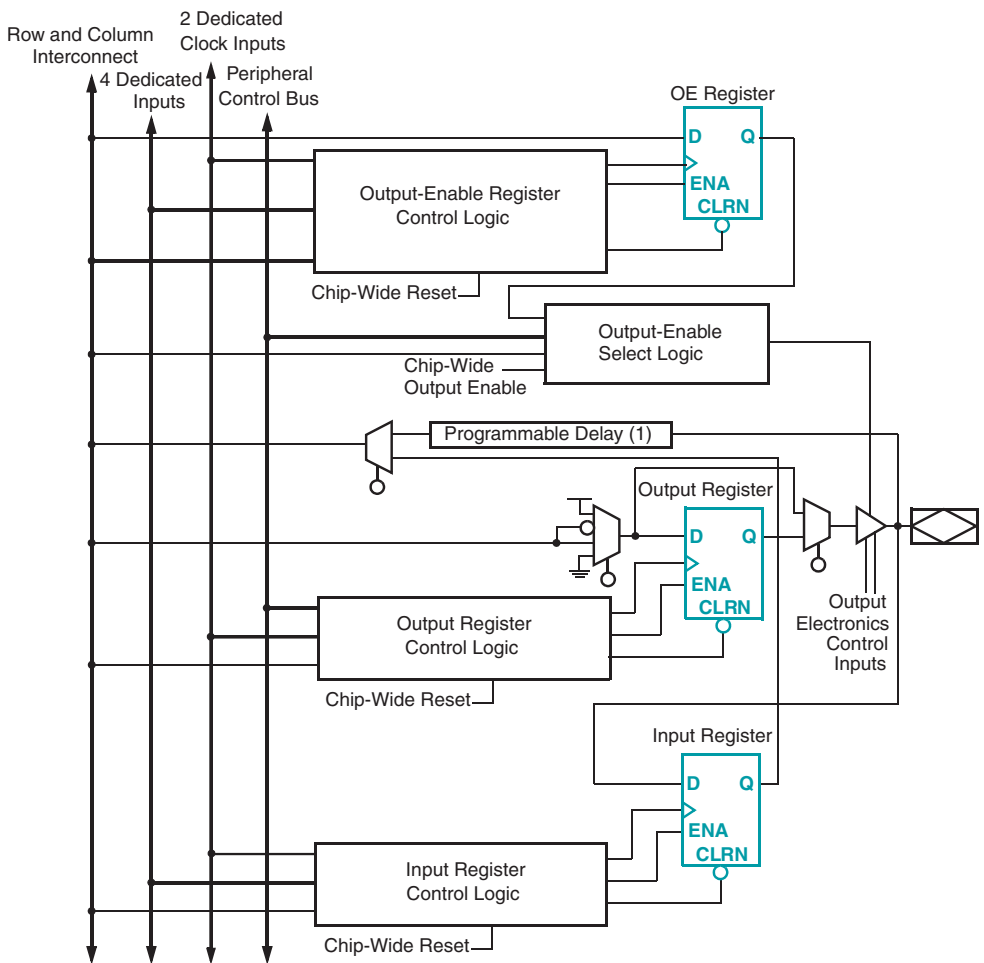 2 Dedicated
Clock Inputs
Row and Column
Interconnect
4 Dedicated
Inputs
Peripheral
Control Bus
OE Register
D Q
ENA
CLRN
Output-Enable Register
Control Logic
Chip-Wide Reset
Output-Enable
Select Logic
Chip-Wide
Output Enable
Programmable Delay (1)
Output Register
D Q
ENA
CLRN
Output
Electronics
Control
Inputs
Output Register
Control Logic
Chip-Wide Reset
Input Register
D Q
ENA
CLRN
Input Register
Control Logic
Chip-Wide Reset